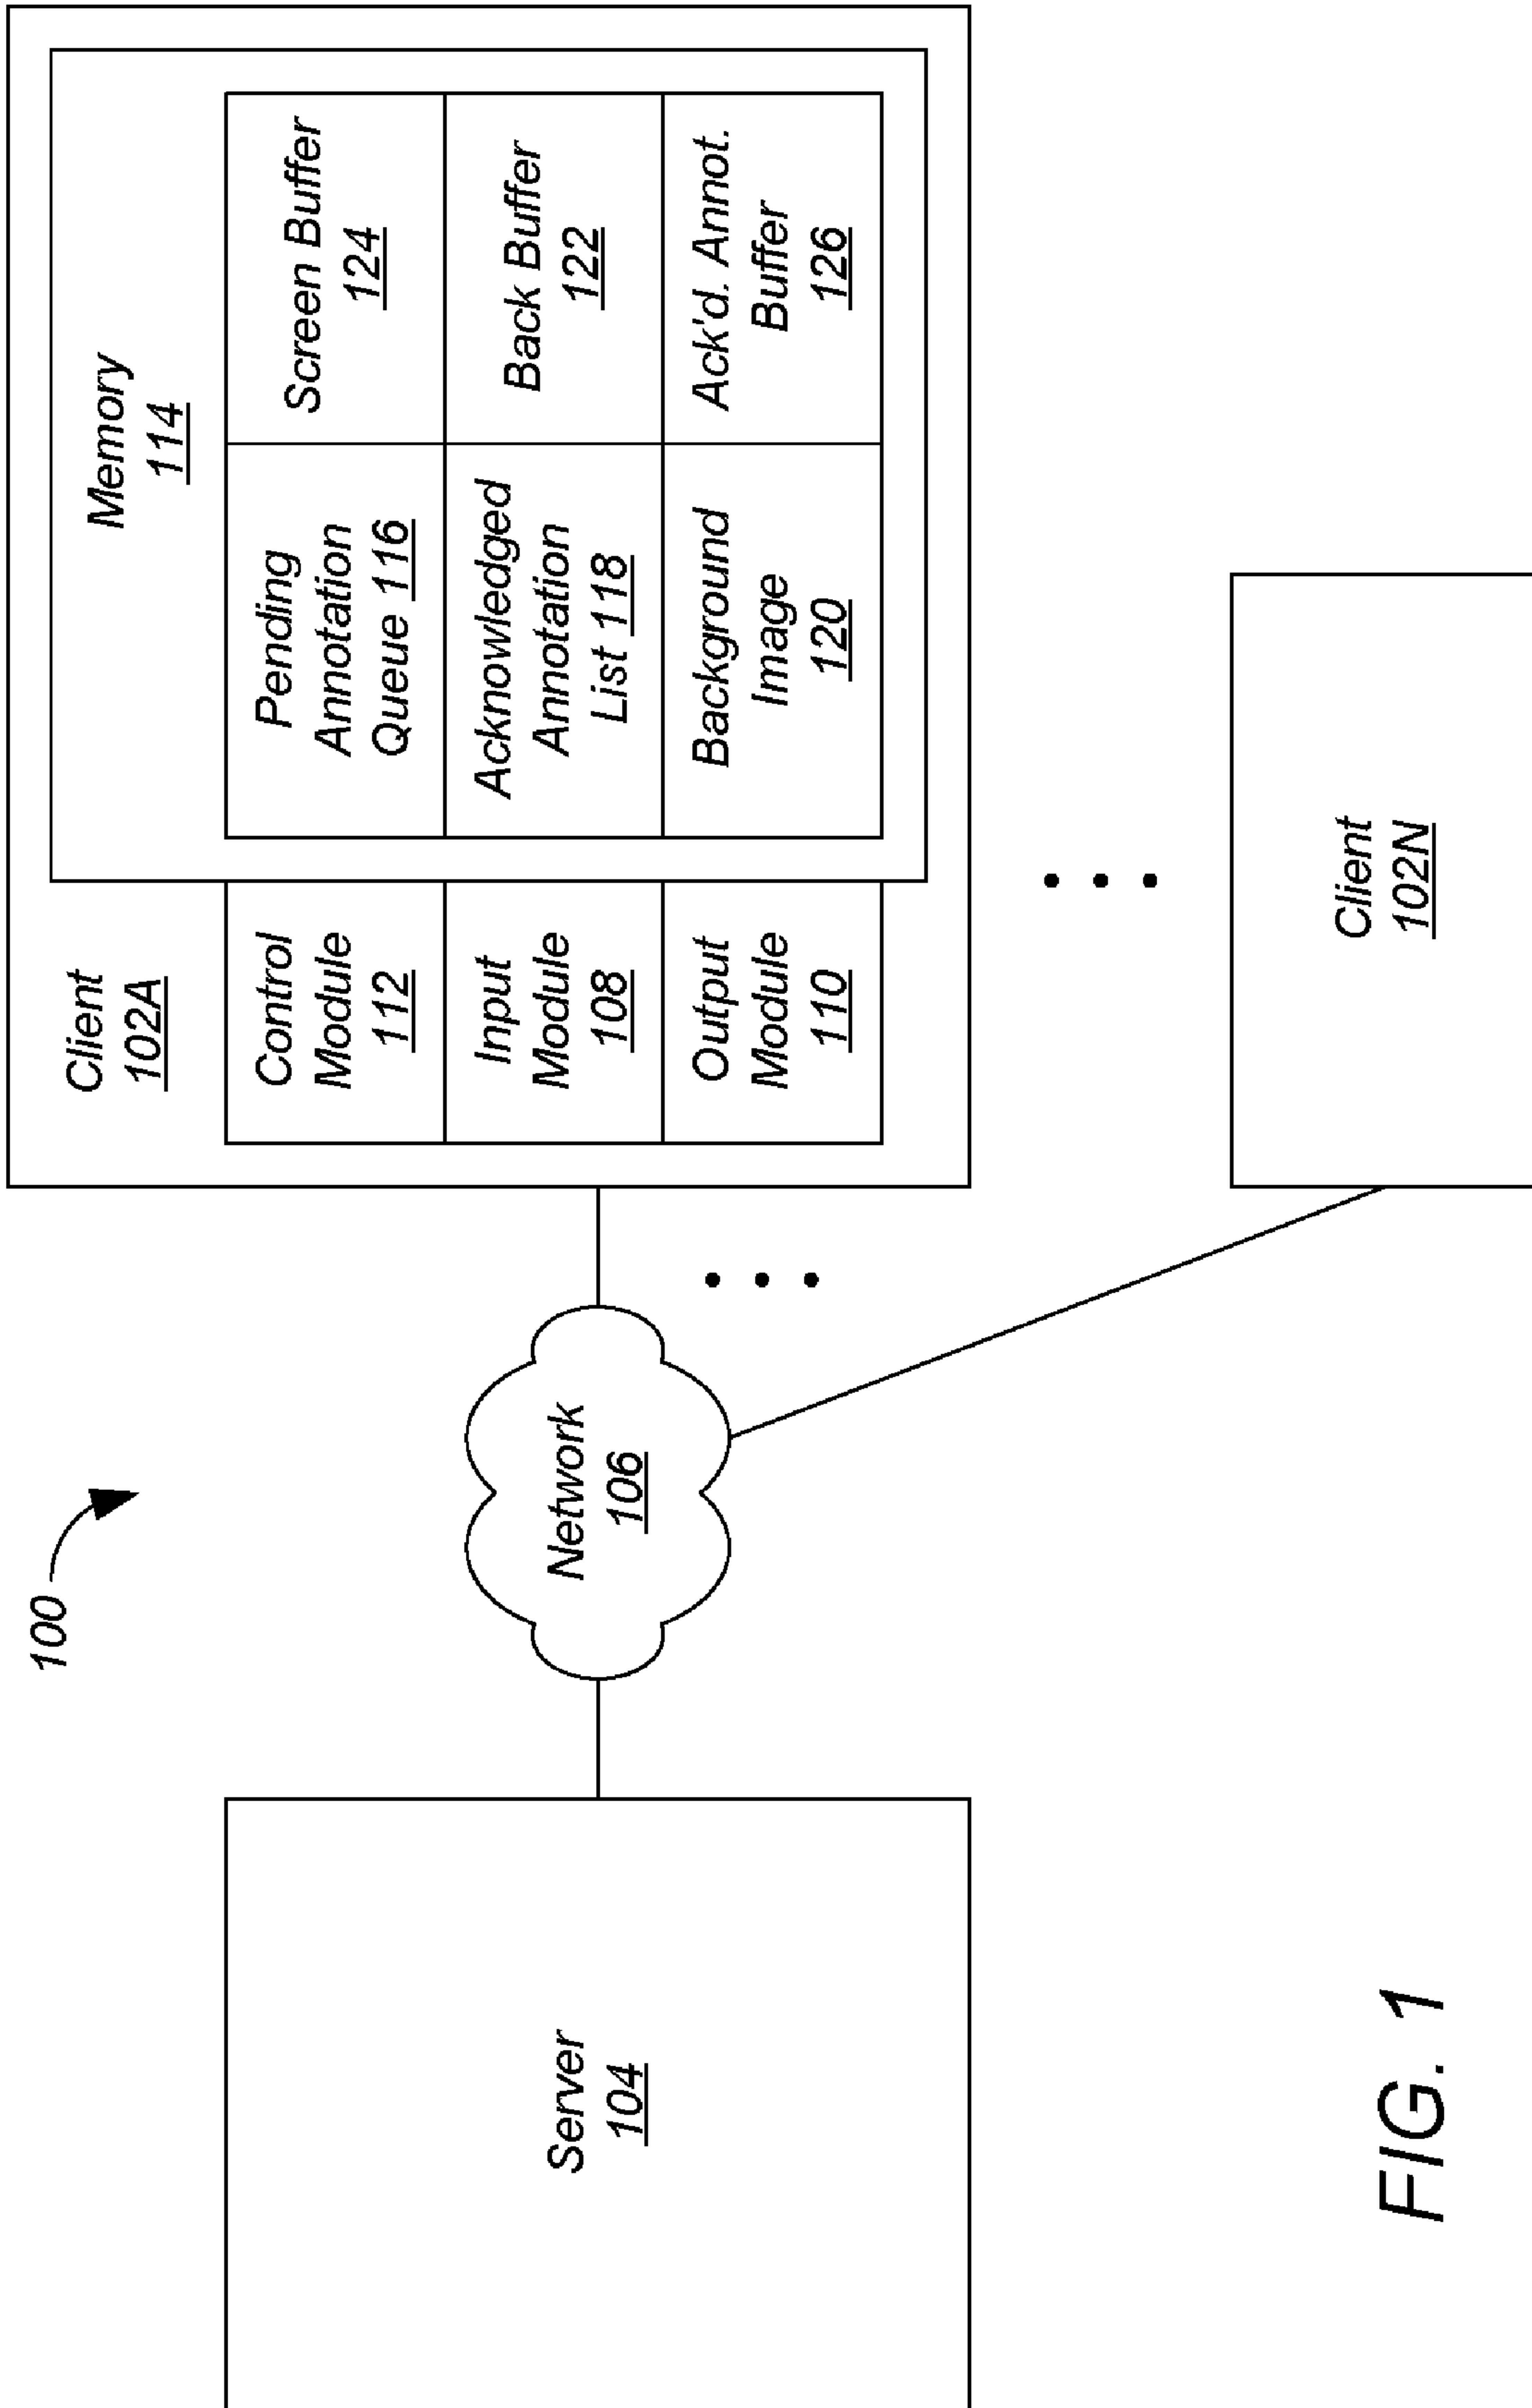 100
Server
104
Network
106
Client
102A
Control
Module
112
Input
Module
108
Output
Module
110
Memory
114
Pending
Annotation
Queue 116
Screen Buffer
124
Acknowledged
Annotation
List 118
Back Buffer
122
Background
Image
120
Ack'd. Annot.
Buffer
126
Client
102N
FIG. 1